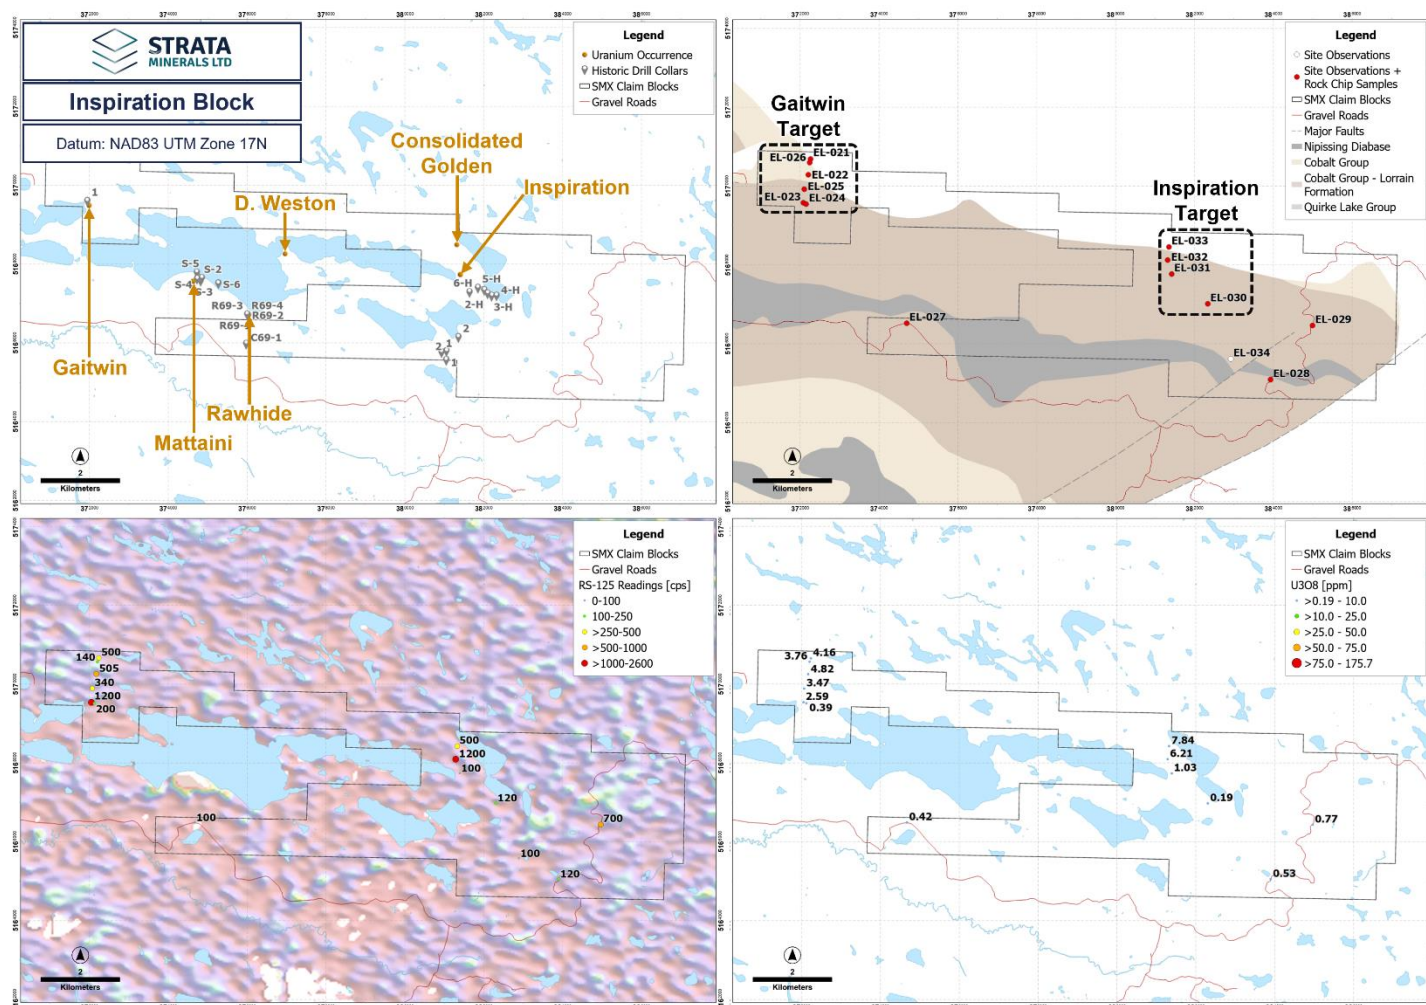 STRATA
MINERALS LTD
Inspiration Block
Datum: NAD83 UTM Zone 17N
Legend
Uranium Occurrence
Historic Drill Collars
SMX Claim Blocks
Gravel Roads
Consolidated
Golden
Inspiration
D. Weston
1
S-5
S-2
S-4
S-3
S-6
R69-3
R69-4
R69-2
C69-1
6-H
S-H
4-H
2-H
3-H
2
2
1
1
Gaitwin
Rawhide
Mattaini
2
Kilometers
Legend
Site Observations
Site Observations +
Rock Chip Samples
SMX Claim Blocks
Gravel Roads
Major Faults
Nipissing Diabase
Cobalt Group
Cobalt Group - Lorrain
Formation
Quirke Lake Group
Gaitwin
Target
EL-021
EL-026
EL-022
EL-025
EL-023
EL-024
Inspiration
Target
EL-033
EL-032
EL-031
EL-030
EL-027
EL-029
EL-034
EL-028
2
Kilometers
Legend
SMX Claim Blocks
Gravel Roads
RS-125 Readings [cps]
0-100
100-250
>250-500
>500-1000
>1000-2600
500
140
505
340
1200
200
500
1200
100
120
100
700
100
120
2
Kilometers
Legend
SMX Claim Blocks
Gravel Roads
U3O8 [ppm]
>0.19 - 10.0
>10.0 - 25.0
>25.0 - 50.0
>50.0 - 75.0
>75.0 - 175.7
4.16
3.76
4.82
3.47
2.59
0.39
7.84
6.21
1.03
0.19
0.42
0.77
0.53
2
Kilometers